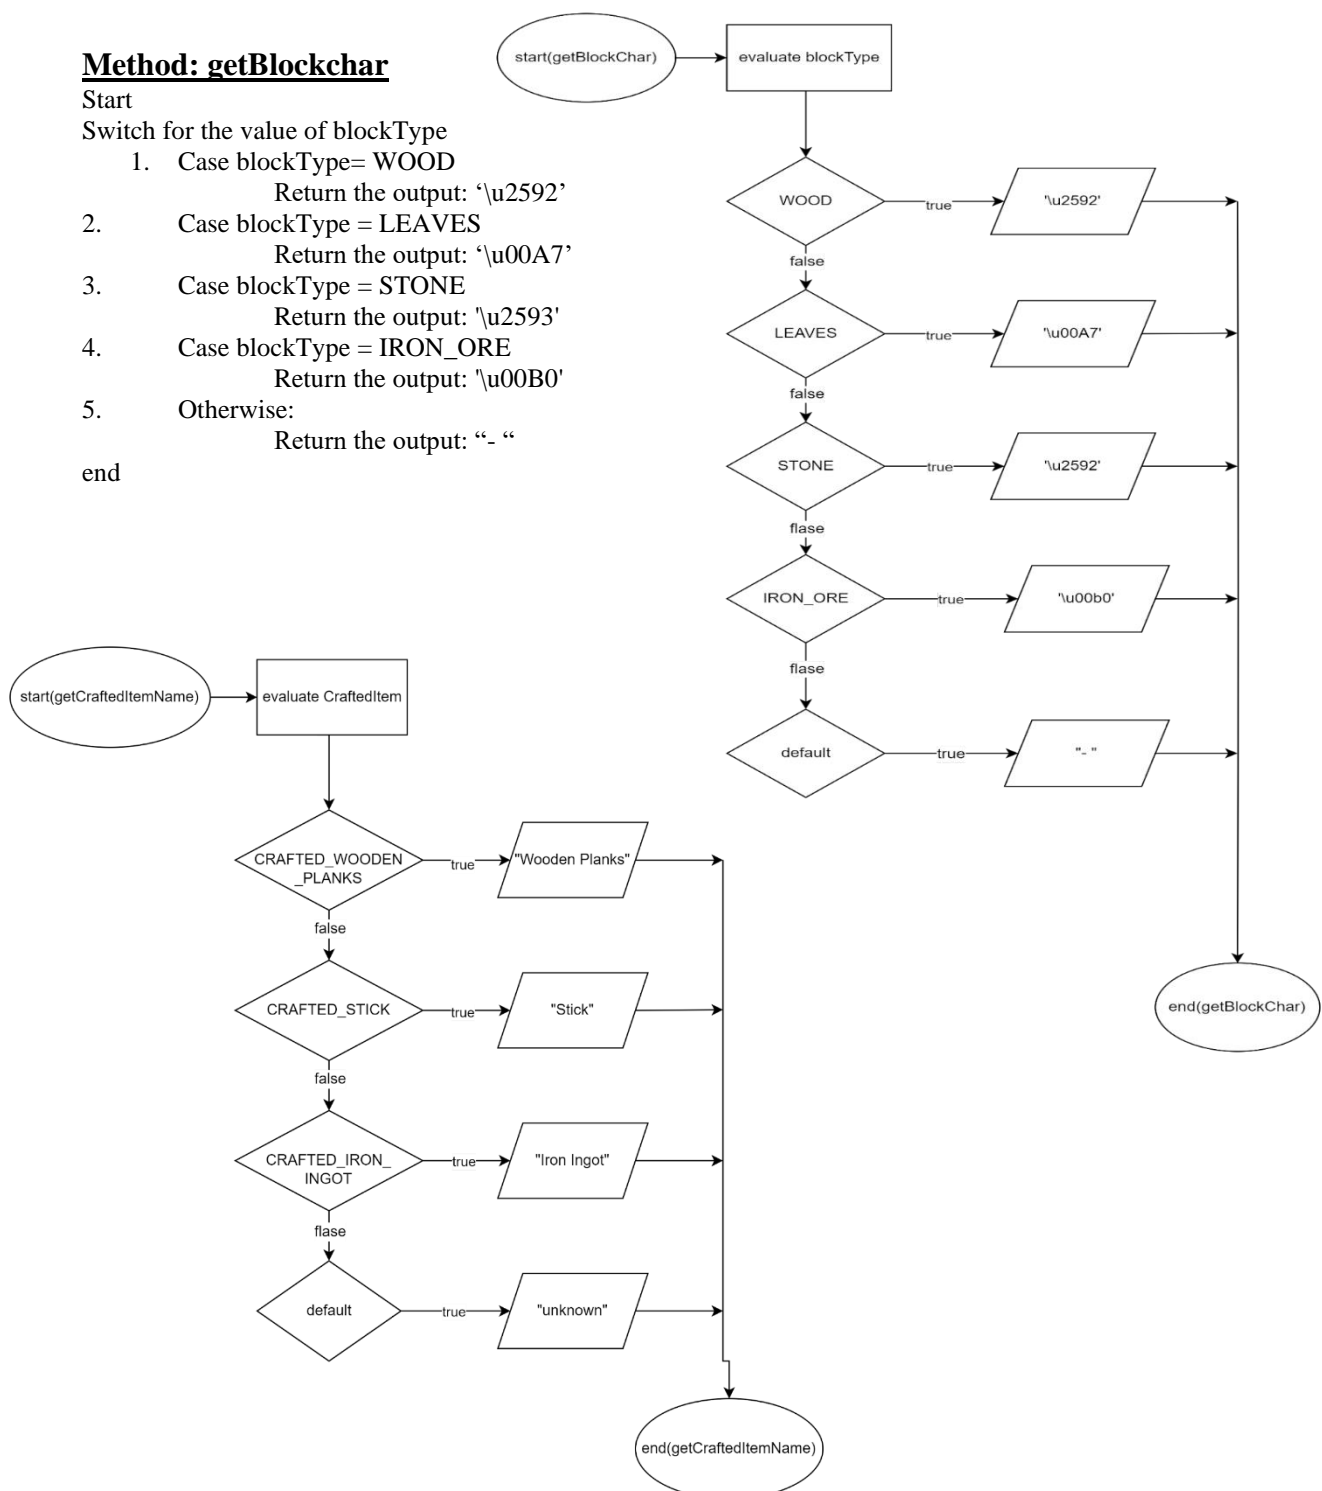 Method: getBlockchar
Start
Switch for the value of blockType
1. Case blockType= WOOD
Return the output: ‘\u2592’
2. Case blockType = LEAVES
Return the output: ‘\u00A7’
3. Case blockType = STONE
Return the output: '\u2593'
4. Case blockType = IRON_ORE
Return the output: '\u00B0'
5. Otherwise:
Return the output: “- “
end
start(getBlockChar)
evaluate blockType
WOOD
true
'\u2592'
false
LEAVES
true
'\u00A7'
false
STONE
true
'\u2592'
flase
IRON_ORE
true
'\u00b0'
flase
default
true
"- "
end(getBlockChar)
start(getCraftedItemName)
evaluate CraftedItem
CRAFTED_WOODEN
_PLANKS
true
"Wooden Planks"
false
CRAFTED_STICK
true
"Stick"
false
CRAFTED_IRON_
INGOT
true
"Iron Ingot"
flase
default
true
"unknown"
end(getCraftedItemName)